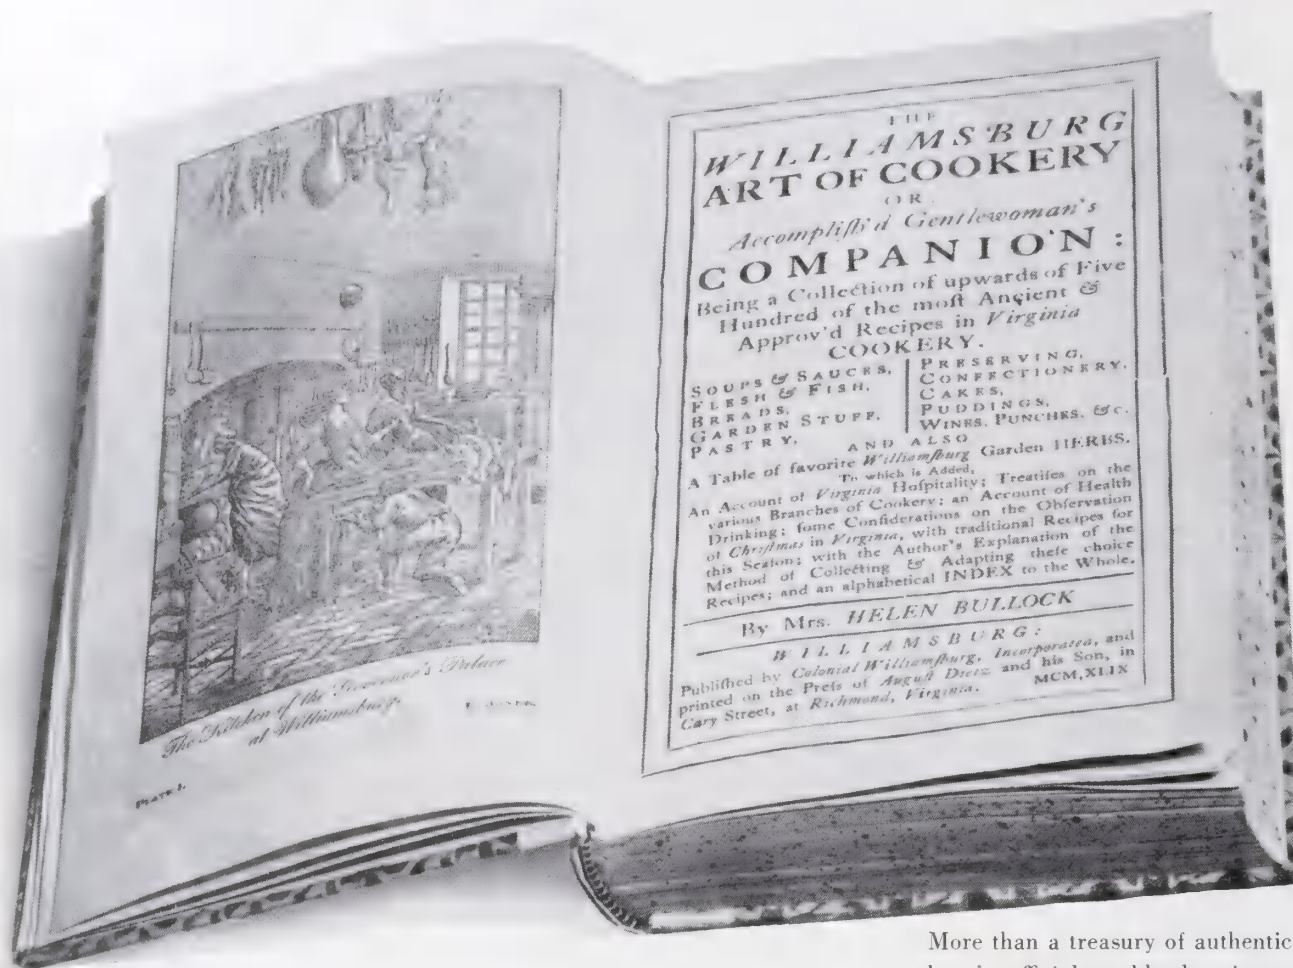 The Kitchen of the Governor's Palace
at Williamsburg.
PLATE I.
THE
WILLIAMSBURG
ART OF COOKERY
OR
Accompliſh'd Gentlewoman's
COMPANION:
Being a Collection of upwards of Five
Hundred of the moſt Ancient &
Approv'd Recipes in Virginia
COOKERY.
SOUPS & SAUCES,
FLESH & FISH,
BREADS,
GARDEN STUFF,
PASTRY,
PRESERVING,
CONFECTIONERY,
CAKES,
PUDDINGS,
WINES, PUNCHES, &c.
AND ALSO
A Table of favorite Williamſburg Garden HERBS.
To which is Added,
An Account of Virginia Hoſpitality; Treatiſes on the
various Branches of Cookery; an Account of Health
Drinking; ſome Conſiderations on the Obſervation
of Chriſtmas in Virginia, with traditional Recipes for
this Seaſon; with the Author's Explanation of the
Method of Collecting & Adapting theſe choice
Recipes; and an alphabetical INDEX to the Whole.
By Mrs. HELEN BULLOCK
WILLIAMSBURG:
Publiſhed by Colonial Williamſburg, Incorporated, and
printed on the Preſs of Auguſt Dietz and his Son, in
Cary Street, at Richmond, Virginia. MCM,XLIX
More than a treasury of authentic